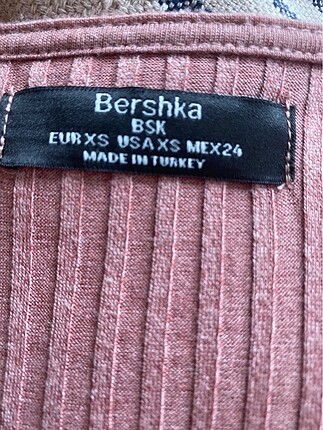 Bershka
BSK
EUR XS USA XS MEX 24
MADE IN TURKEY